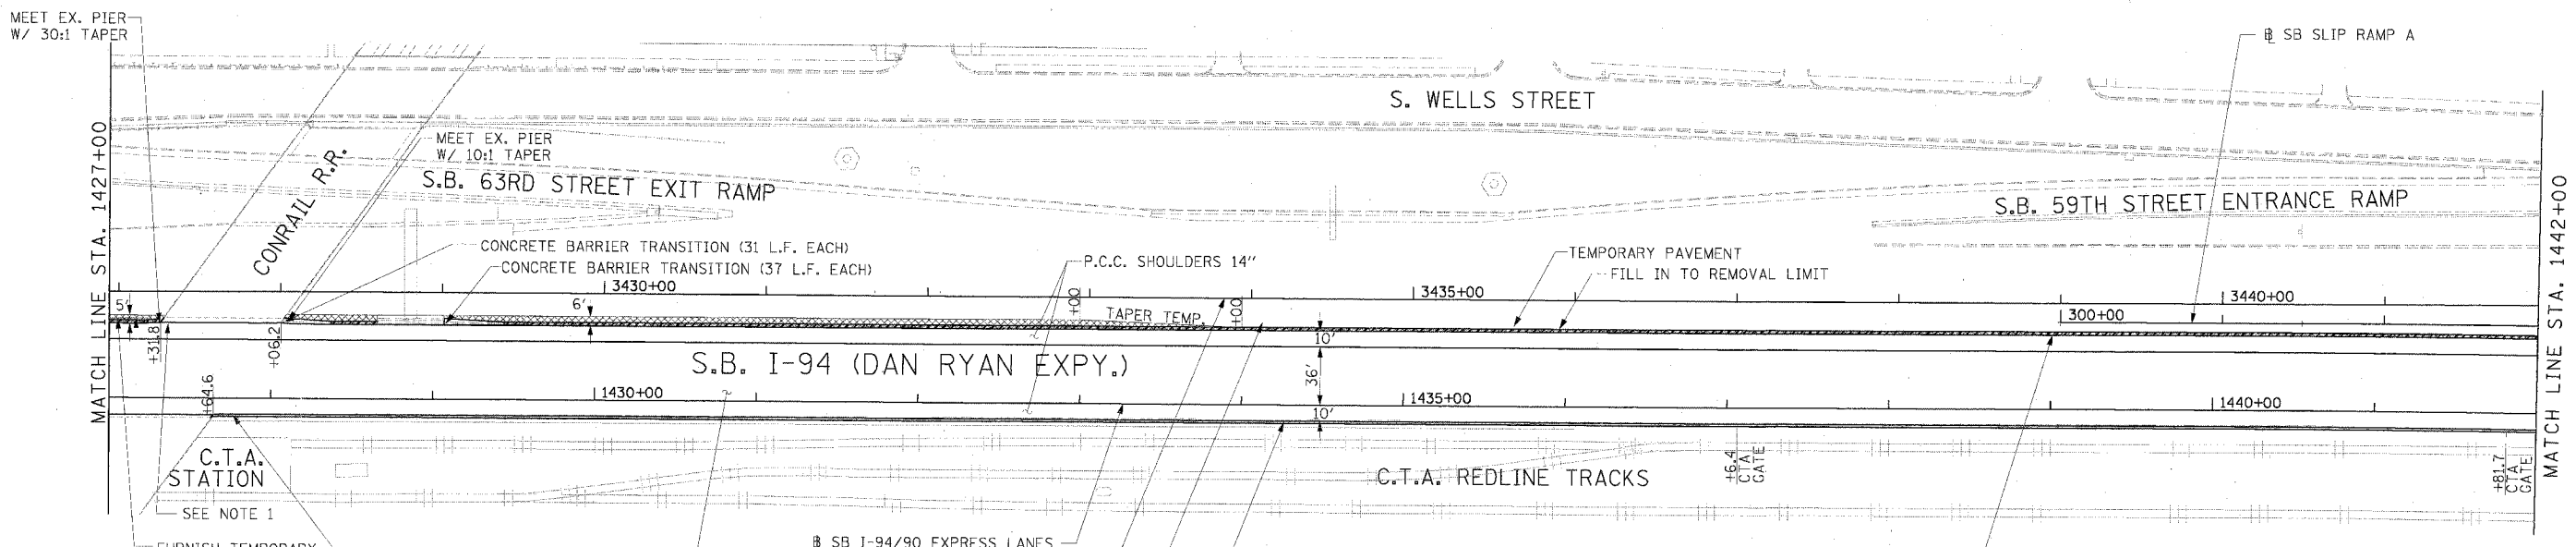 MEET EX. PIER
W/ 30:1 TAPER
℄ SB SLIP RAMP A
S. WELLS STREET
MATCH LINE STA. 1427+00
CONRAIL R.R.
MEET EX. PIER
W/ 10:1 TAPER
S.B. 63RD STREET EXIT RAMP
S.B. 59TH STREET ENTRANCE RAMP
MATCH LINE STA. 1442+00
CONCRETE BARRIER TRANSITION (31 L.F. EACH)
CONCRETE BARRIER TRANSITION (37 L.F. EACH)
P.C.C. SHOULDERS 14"
TEMPORARY PAVEMENT
FILL IN TO REMOVAL LIMIT
5'
3430+00
6'
+00
TAPER TEMP.
+00
3435+00
300+00
3440+00
+31.8
+06.2
10'
S.B. I-94 (DAN RYAN EXPY.)
36'
+64.6
1430+00
10'
1435+00
1440+00
C.T.A.
STATION
C.T.A. REDLINE TRACKS
+6.4
CTA
GATE
+81.7
CTA
GATE
SEE NOTE 1
FURNISH TEMPORARY
SB I-94/90 EXPRESS LANES